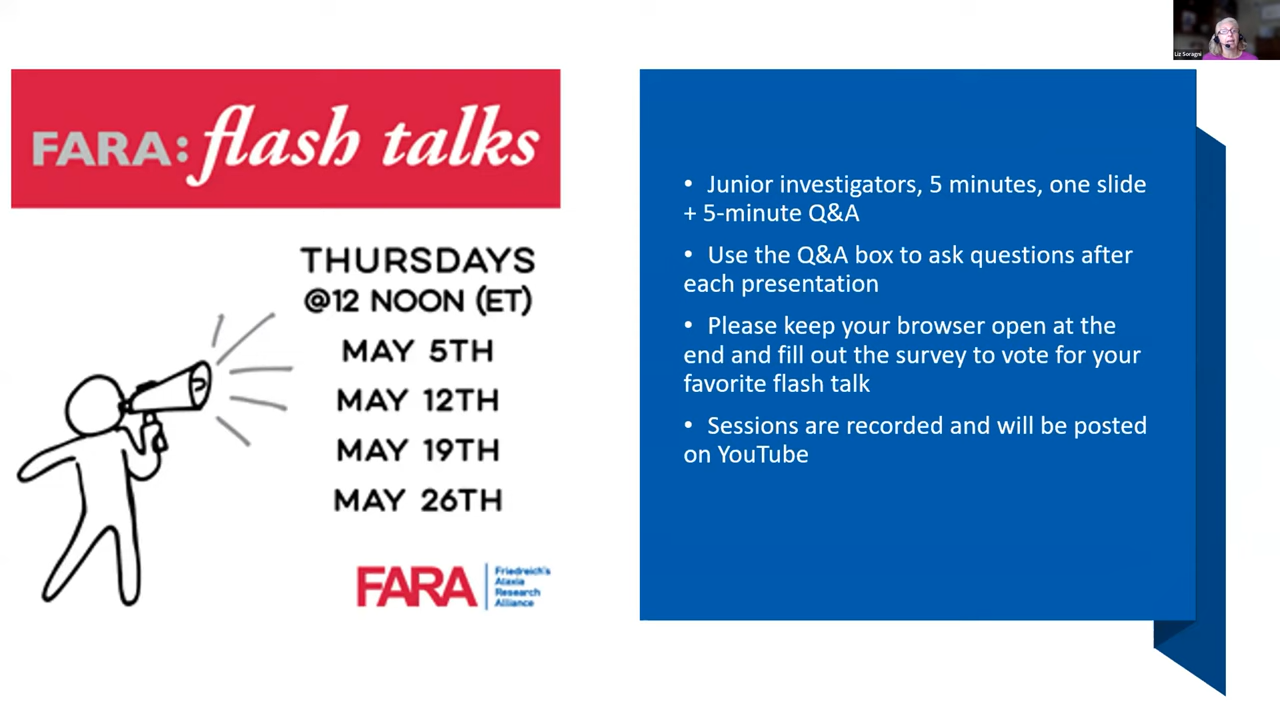 Liz Soragni
FARA: flash talks
THURSDAYS
@12 NOON (ET)
MAY 5TH
MAY 12TH
MAY 19TH
MAY 26TH
FARA
Friedreich's
Ataxia
Research
Alliance
• Junior investigators, 5 minutes, one slide
+ 5-minute Q&A
• Use the Q&A box to ask questions after
each presentation
• Please keep your browser open at the
end and fill out the survey to vote for your
favorite flash talk
• Sessions are recorded and will be posted
on YouTube